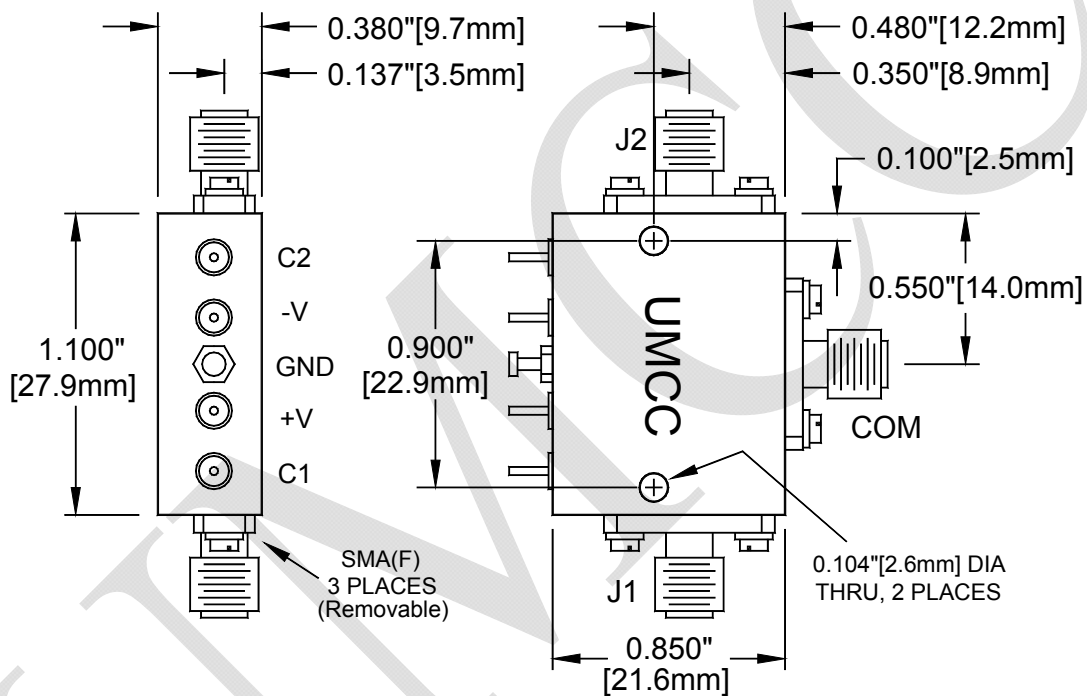 0.380"[9.7mm]
0.137"[3.5mm]
0.480"[12.2mm]
0.350"[8.9mm]
J2
0.100"[2.5mm]
C2
-V
GND
+V
C1
1.100"
[27.9mm]
0.900"
[22.9mm]
UMCC
0.550"[14.0mm]
COM
SMA(F)
3 PLACES
(Removable)
J1
0.104"[2.6mm] DIA
THRU, 2 PLACES
0.850"
[21.6mm]
UMCC